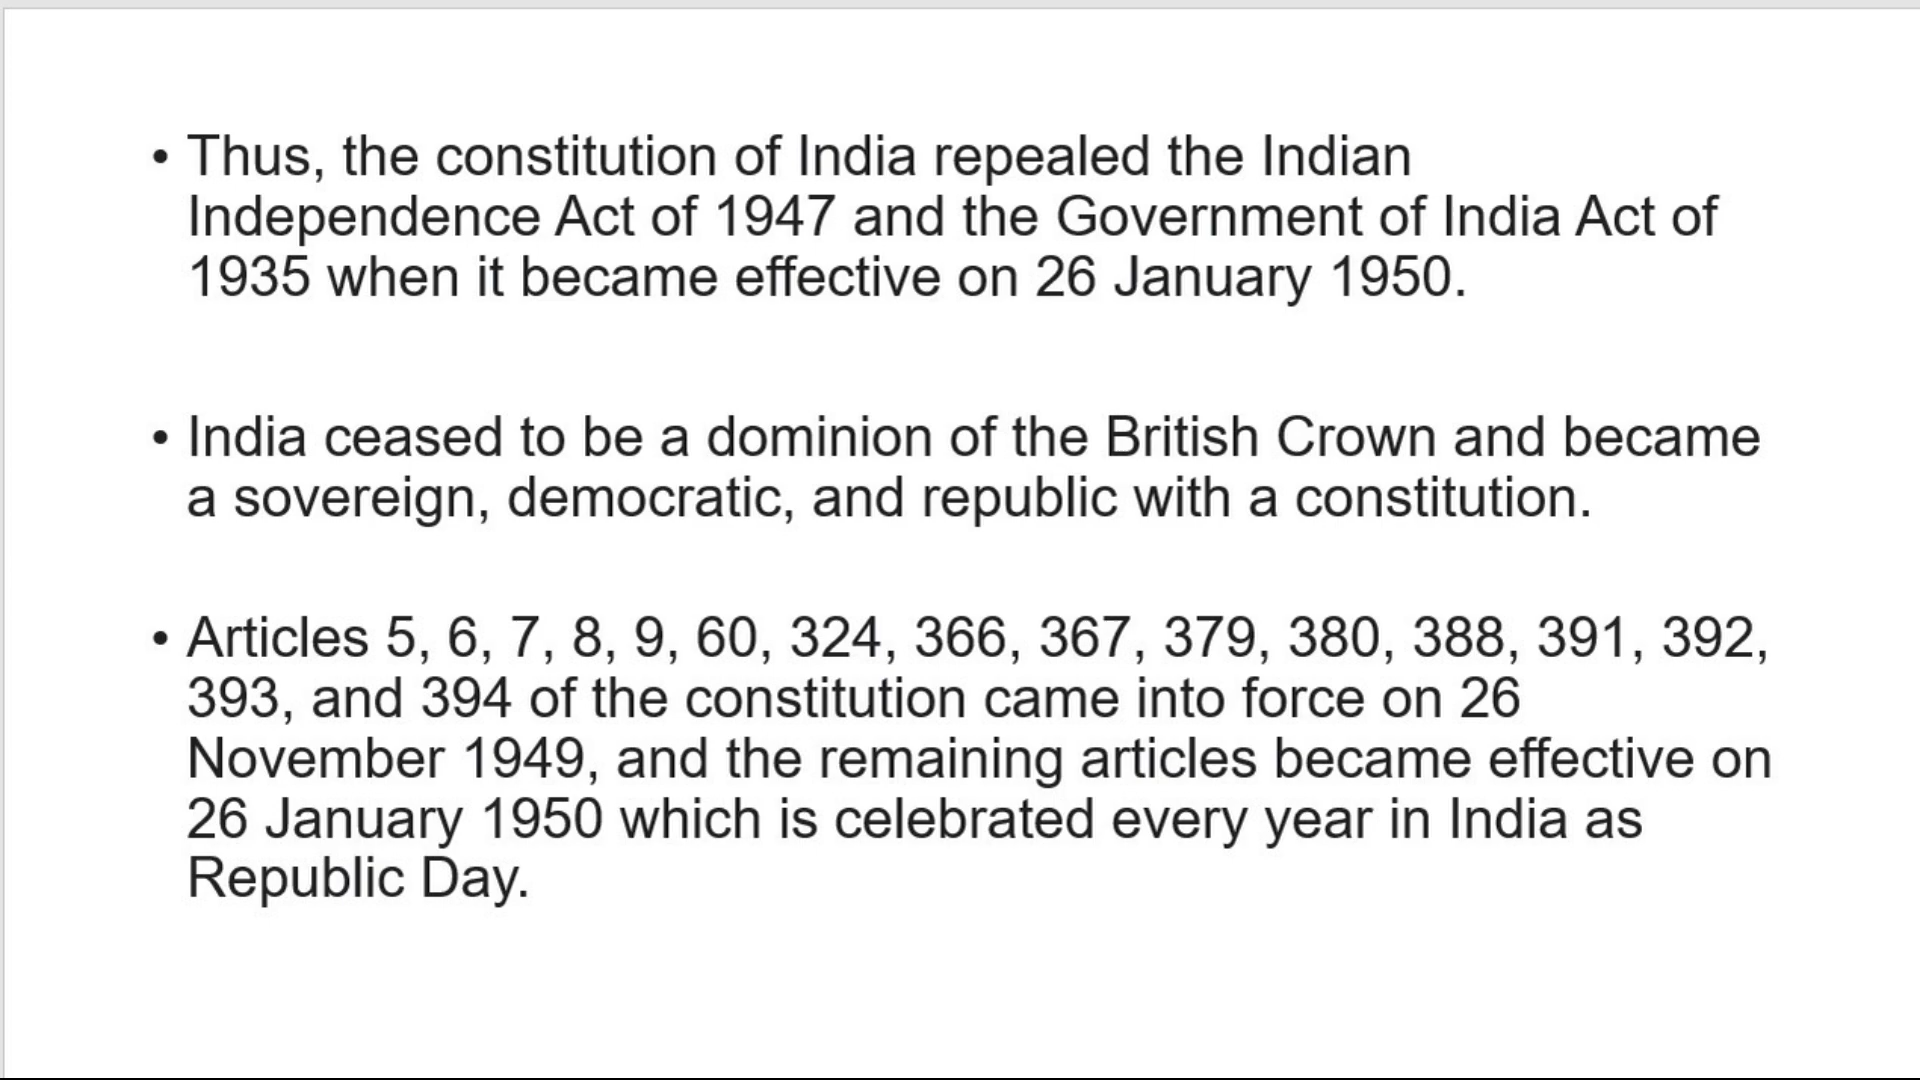 • Thus, the constitution of India repealed the Indian
Independence Act of 1947 and the Government of India Act of
1935 when it became effective on 26 January 1950.
• India ceased to be a dominion of the British Crown and became
a sovereign, democratic, and republic with a constitution.
• Articles 5, 6, 7, 8, 9, 60, 324, 366, 367, 379, 380, 388, 391, 392,
393, and 394 of the constitution came into force on 26
November 1949, and the remaining articles became effective on
26 January 1950 which is celebrated every year in India as
Republic Day.